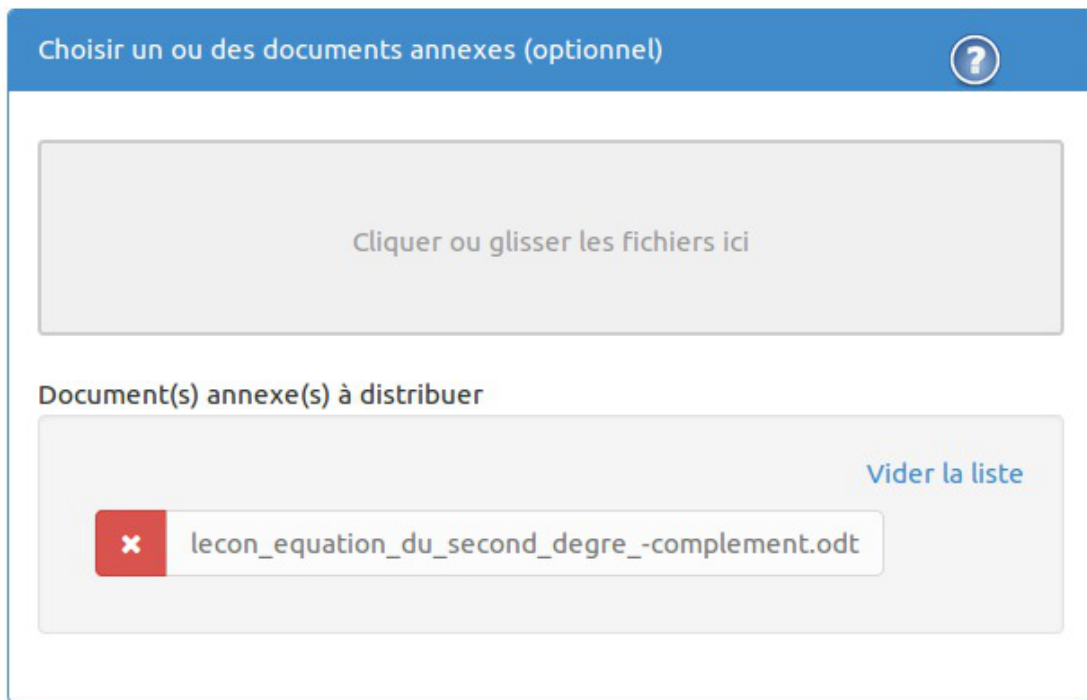 Choisir un ou des documents annexes (optionnel)
?
Cliquer ou glisser les fichiers ici
Document(s) annexe(s) à distribuer
Vider la liste
lecon_equation_du_second_degre_-complement.odt